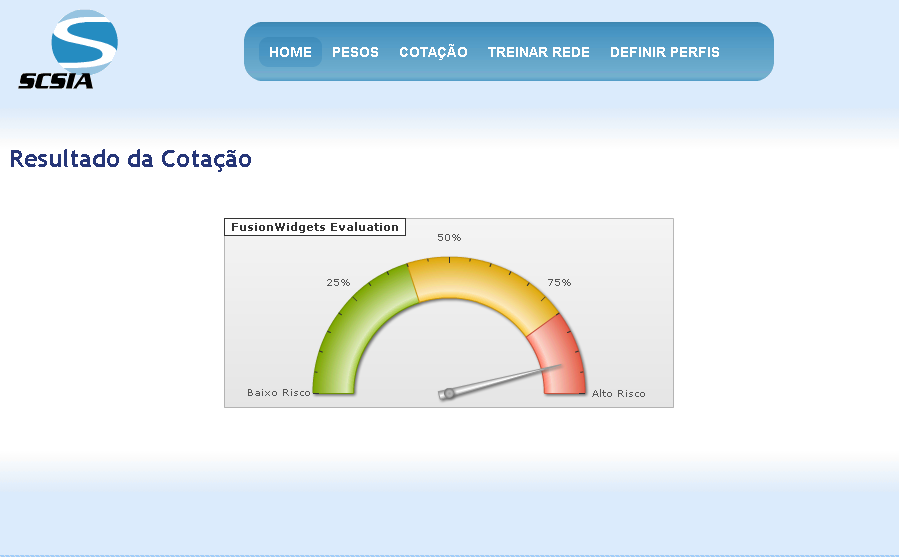 S
SCSIA
HOME PESOS COTAÇÃO TREINAR REDE DEFINIR PERFIS
Resultado da Cotação
FusionWidgets Evaluation
50%
25% 75%
Baixo Risco Alto Risco